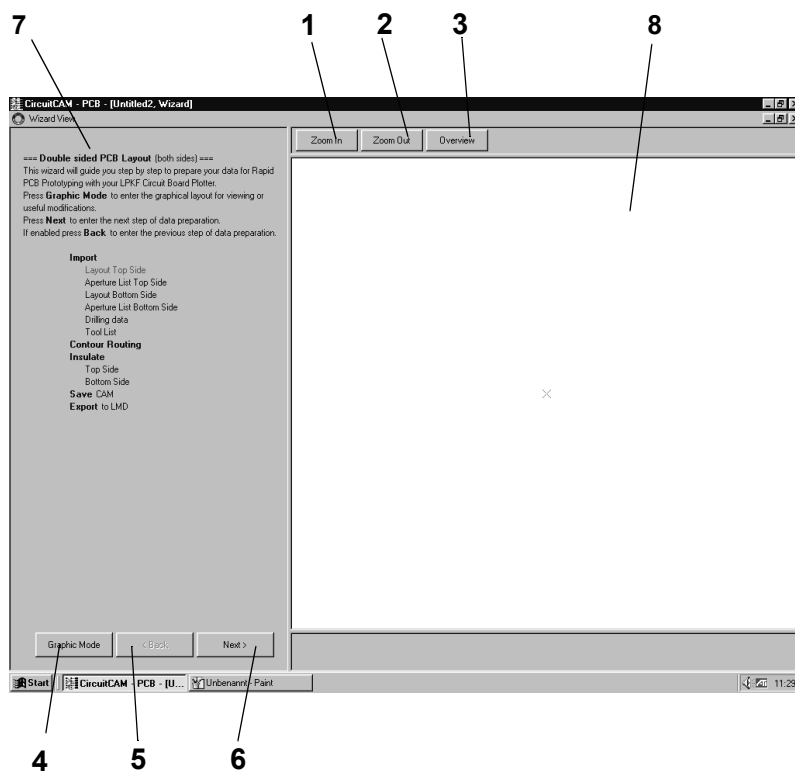 7 1 2 3 8
CircuitCAM - PCB - [Untitled2, Wizard]
Wizard View
Zoom In Zoom Out Overview
=== Double sided PCB Layout (both sides) ===
This wizard will guide you step by step to prepare your data for Rapid
PCB Prototyping with your LPKF Circuit Board Plotter.
Press Graphic Mode to enter the graphical layout for viewing or
useful modifications.
Press Next to enter the next step of data preparation.
If enabled press Back to enter the previous step of data preparation.
Import
Layout Top Side
Aperture List Top Side
Layout Bottom Side
Aperture List Bottom Side
Drilling data
Tool List
Contour Routing
Insulate
Top Side
Bottom Side
Save CAM
Export to LMD
Graphic Mode < Back Next >
Start CircuitCAM - PCB - [U... Unbenannt - Paint 11:29
4 5 6